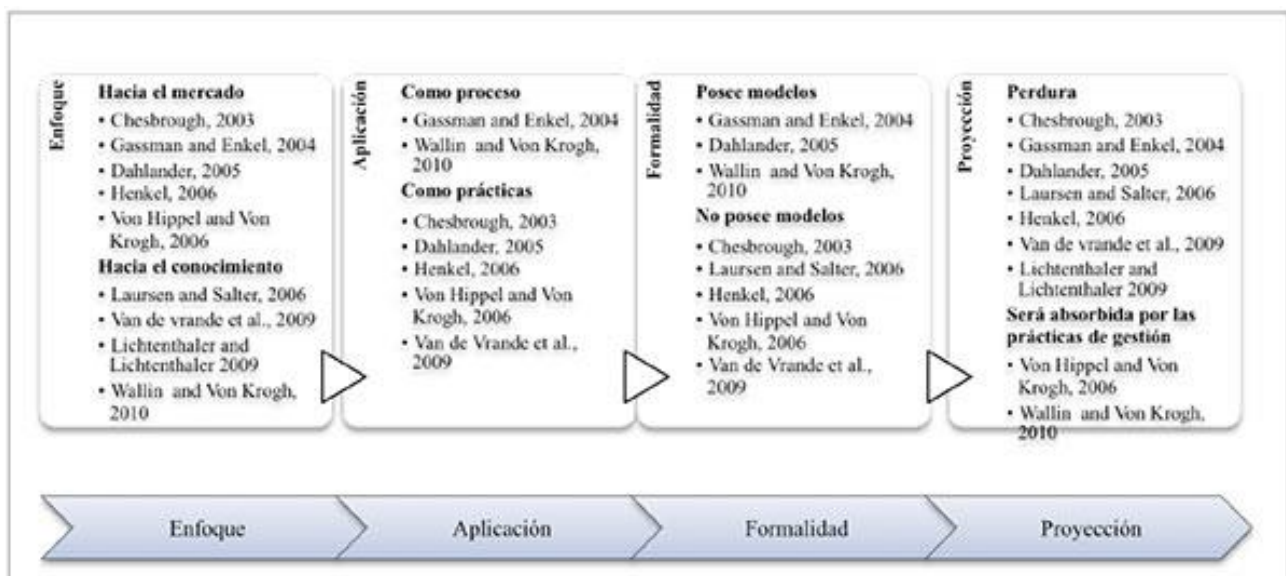 Enfoque
Hacia el mercado
• Chesbrough, 2003
• Gassman and Enkel, 2004
• Dahlander, 2005
• Henkel, 2006
• Von Hippel and Von
Krogh, 2006
Hacia el conocimiento
• Laursen and Salter, 2006
• Van de vrande et al., 2009
• Lichtenthaler and
Lichtenthaler 2009
• Wallin and Von Krogh,
2010
Aplicación
Como proceso
• Gassman and Enkel, 2004
• Wallin and Von Krogh,
2010
Como prácticas
• Chesbrough, 2003
• Dahlander, 2005
• Henkel, 2006
• Von Hippel and Von
Krogh, 2006
• Van de Vrande et al.,
2009
Formalidad
Posee modelos
• Gassman and Enkel, 2004
• Dahlander, 2005
• Wallin and Von Krogh,
2010
No posee modelos
• Chesbrough, 2003
• Laursen and Salter, 2006
• Henkel, 2006
• Von Hippel and Von
Krogh, 2006
• Van de Vrande et al.,
2009
Proyección
Perdura
• Chesbrough, 2003
• Gassman and Enkel, 2004
• Dahlander, 2005
• Laursen and Salter, 2006
• Henkel, 2006
• Van de vrande et al., 2009
• Lichtenthaler and
Lichtenthaler 2009
Será absorbida por las
prácticas de gestión
• Von Hippel and Von
Krogh, 2006
• Wallin and Von Krogh,
2010
Enfoque
Aplicación
Formalidad
Proyección